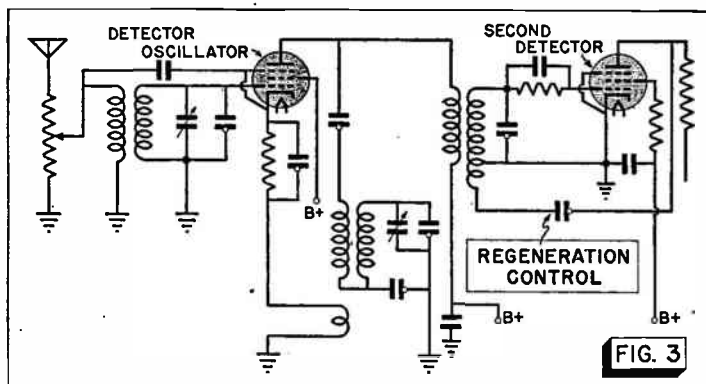 DETECTOR
OSCILLATOR
SECOND
DETECTOR
B+
REGENERATION
CONTROL
B+
B+
FIG. 3